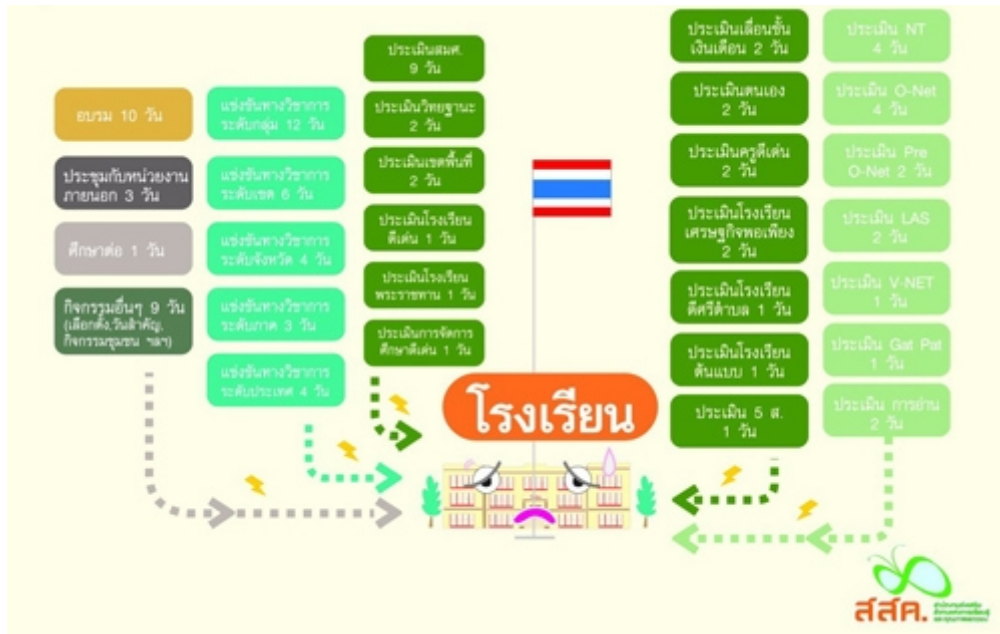 อบรม 10 วัน
ประชุมกับหน่วยงาน
ภายนอก 3 วัน
ศึกษาต่อ 1 วัน
กิจกรรมอื่นๆ 9 วัน
(เลือกตั้ง,วันสำคัญ,
กิจกรรมชุมชน ฯลฯ)
แข่งขันทางวิชาการ
ระดับกลุ่ม 12 วัน
แข่งขันทางวิชาการ
ระดับเขต 6 วัน
แข่งขันทางวิชาการ
ระดับจังหวัด 4 วัน
แข่งขันทางวิชาการ
ระดับภาค 3 วัน
แข่งขันทางวิชาการ
ระดับประเทศ 4 วัน
ประเมินสมศ.
9 วัน
ประเมินวิทยฐานะ
2 วัน
ประเมินเขตพื้นที่
2 วัน
ประเมินโรงเรียน
ดีเด่น 1 วัน
ประเมินโรงเรียน
พระราชทาน 1 วัน
ประเมินการจัดการ
ศึกษาดีเด่น 1 วัน
โรงเรียน
ประเมินเลื่อนขั้น
เงินเดือน 2 วัน
ประเมินตนเอง
2 วัน
ประเมินครูดีเด่น
2 วัน
ประเมินโรงเรียน
เศรษฐกิจพอเพียง
2 วัน
ประเมินโรงเรียน
ดีศรีตำบล 1 วัน
ประเมินโรงเรียน
ต้นแบบ 1 วัน
ประเมิน 5 ส.
1 วัน
ประเมิน NT
4 วัน
ประเมิน O-Net
4 วัน
ประเมิน Pre
O-Net 2 วัน
ประเมิน LAS
2 วัน
ประเมิน V-NET
1 วัน
ประเมิน Gat Pat
1 วัน
ประเมิน การอ่าน
2 วัน
สสค.